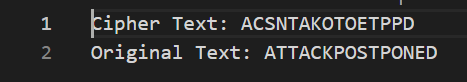 1 Cipher Text: ACSNTAKOTOETPPD
2 Original Text: ATTACKPOSTPONED